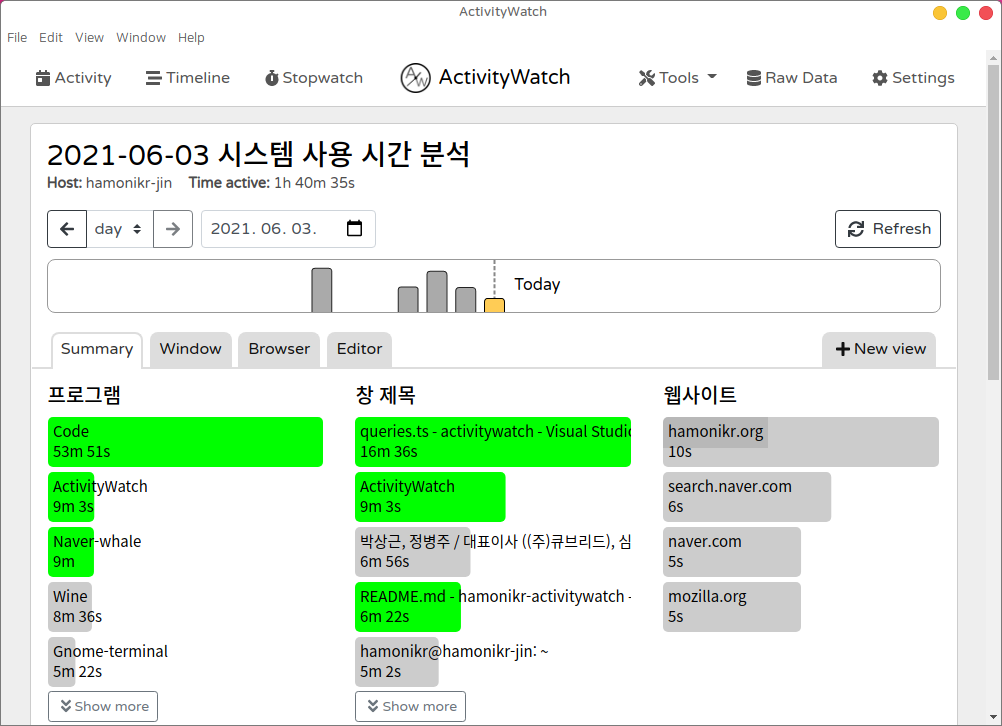 ActivityWatch
File Edit View Window Help
Activity Timeline Stopwatch ActivityWatch Tools Raw Data Settings
2021-06-03 시스템 사용 시간 분석
Host: hamonikr-jin Time active: 1h 40m 35s
day 2021. 06. 03. Refresh
Today
Summary Window Browser Editor New view
프로그램
Code
53m 51s
ActivityWatch
9m 3s
Naver-whale
9m
Wine
8m 36s
Gnome-terminal
5m 22s
Show more
창 제목
queries.ts - activitywatch - Visual Studio
16m 36s
ActivityWatch
9m 3s
박상근, 정병주 / 대표이사 ((주)큐브리드), 심
6m 56s
README.md - hamonikr-activitywatch -
6m 22s
hamonikr@hamonikr-jin: ~
5m 2s
Show more
웹사이트
hamonikr.org
10s
search.naver.com
6s
naver.com
5s
mozilla.org
5s